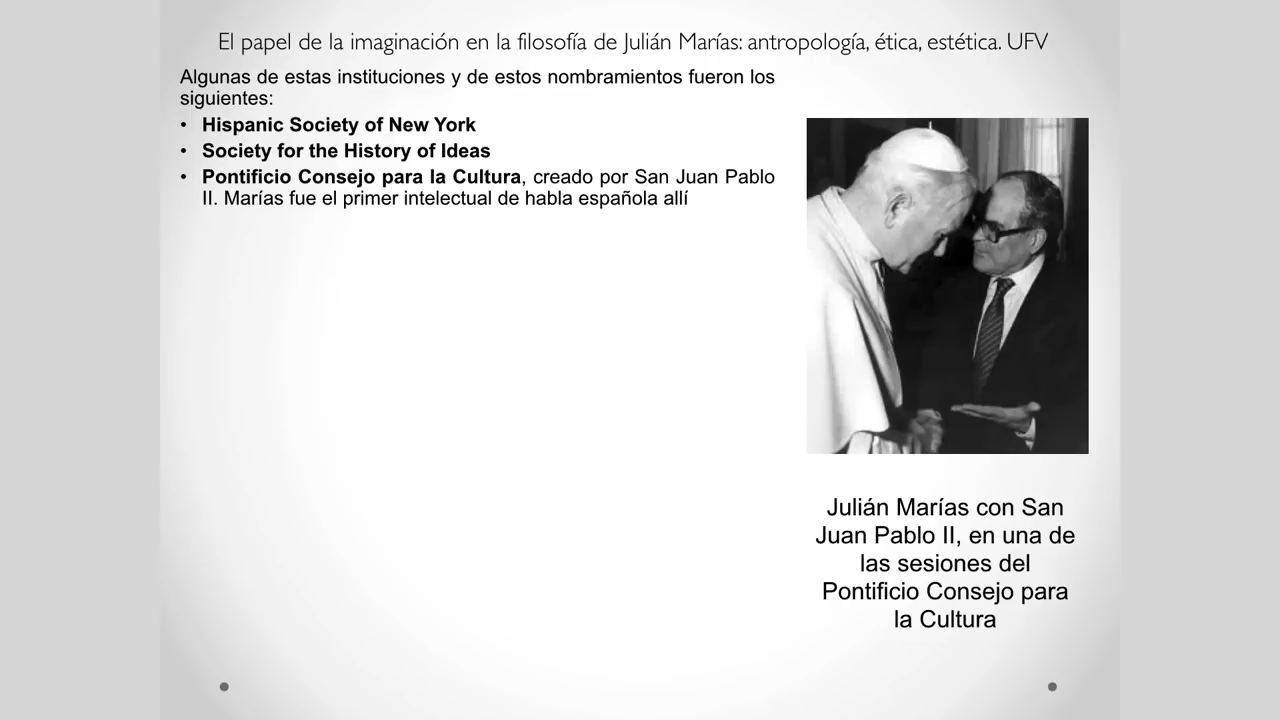 El papel de la imaginación en la filosofía de Julián Marías: antropología, ética, estética. UFV
Algunas de estas instituciones y de estos nombramientos fueron los
siguientes:
• Hispanic Society of New York
• Society for the History of Ideas
• Pontificio Consejo para la Cultura, creado por San Juan Pablo
II. Marías fue el primer intelectual de habla española allí
Julián Marías con San
Juan Pablo II, en una de
las sesiones del
Pontificio Consejo para
la Cultura